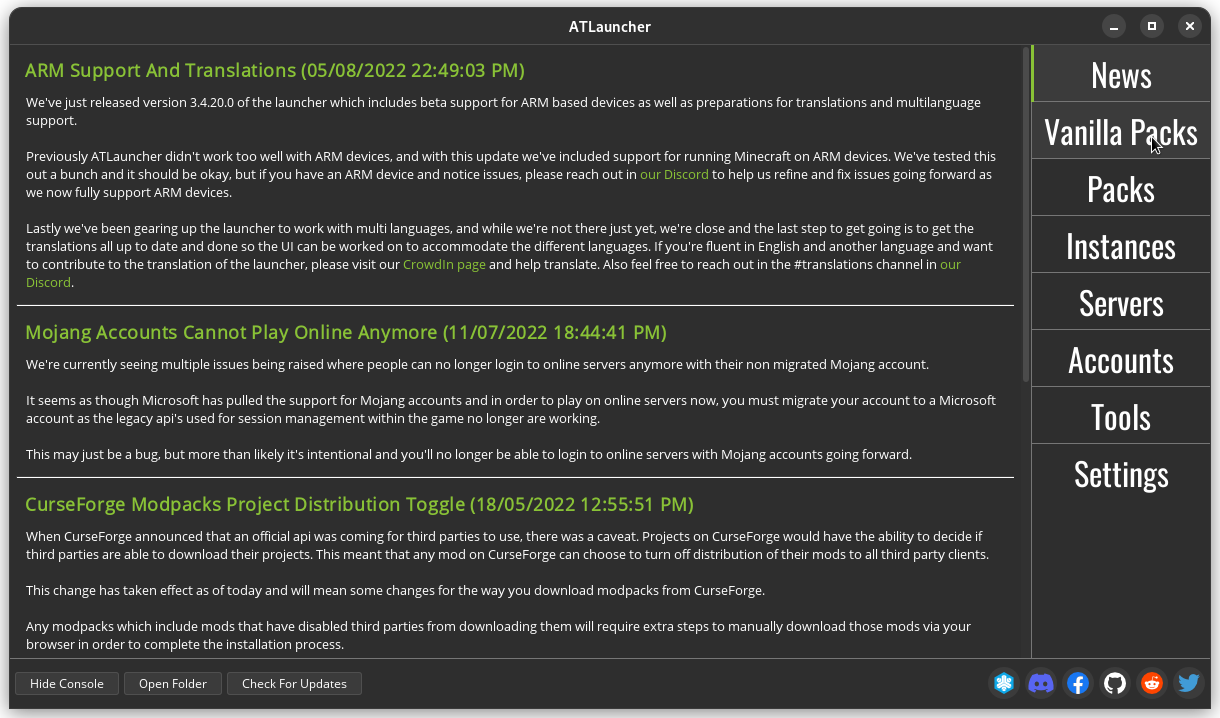 ATLauncher
ARM Support And Translations (05/08/2022 22:49:03 PM)
We've just released version 3.4.20.0 of the launcher which includes beta support for ARM based devices as well as preparations for translations and multilanguage
support.
Previously ATLauncher didn't work too well with ARM devices, and with this update we've included support for running Minecraft on ARM devices. We've tested this
out a bunch and it should be okay, but if you have an ARM device and notice issues, please reach out in our Discord to help us refine and fix issues going forward as
we now fully support ARM devices.
Lastly we've been gearing up the launcher to work with multi languages, and while we're not there just yet, we're close and the last step to get going is to get the
translations all up to date and done so the UI can be worked on to accommodate the different languages. If you're fluent in English and another language and want
to contribute to the translation of the launcher, please visit our CrowdIn page and help translate. Also feel free to reach out in the #translations channel in our
Discord.
Mojang Accounts Cannot Play Online Anymore (11/07/2022 18:44:41 PM)
We're currently seeing multiple issues being raised where people can no longer login to online servers anymore with their non migrated Mojang account.
It seems as though Microsoft has pulled the support for Mojang accounts and in order to play on online servers now, you must migrate your account to a Microsoft
account as the legacy api's used for session management within the game no longer are working.
This may just be a bug, but more than likely it's intentional and you'll no longer be able to login to online servers with Mojang accounts going forward.
CurseForge Modpacks Project Distribution Toggle (18/05/2022 12:55:51 PM)
When CurseForge announced that an official api was coming for third parties to use, there was a caveat. Projects on CurseForge would have the ability to decide if
third parties are able to download their projects. This meant that any mod on CurseForge can choose to turn off distribution of their mods to all third party clients.
This change has taken effect as of today and will mean some changes for the way you download modpacks from CurseForge.
Any modpacks which include mods that have disabled third parties from downloading them will require extra steps to manually download those mods via your
browser in order to complete the installation process.
News
Vanilla Packs
Packs
Instances
Servers
Accounts
Tools
Settings
Hide Console
Open Folder
Check For Updates